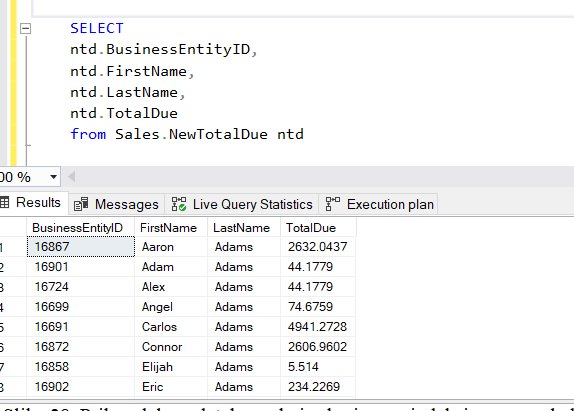 SELECT
ntd.BusinessEntityID,
ntd.FirstName,
ntd.LastName,
ntd.TotalDue
from Sales.NewTotalDue ntd
00 %
Results Messages Live Query Statistics Execution plan
BusinessEntityID FirstName LastName TotalDue
1 16867 Aaron Adams 2632.0437
2 16901 Adam Adams 44.1779
3 16724 Alex Adams 44.1779
4 16699 Angel Adams 74.6759
5 16691 Carlos Adams 4941.2728
6 16872 Connor Adams 2606.9602
7 16858 Elijah Adams 5.514
8 16902 Eric Adams 234.2269